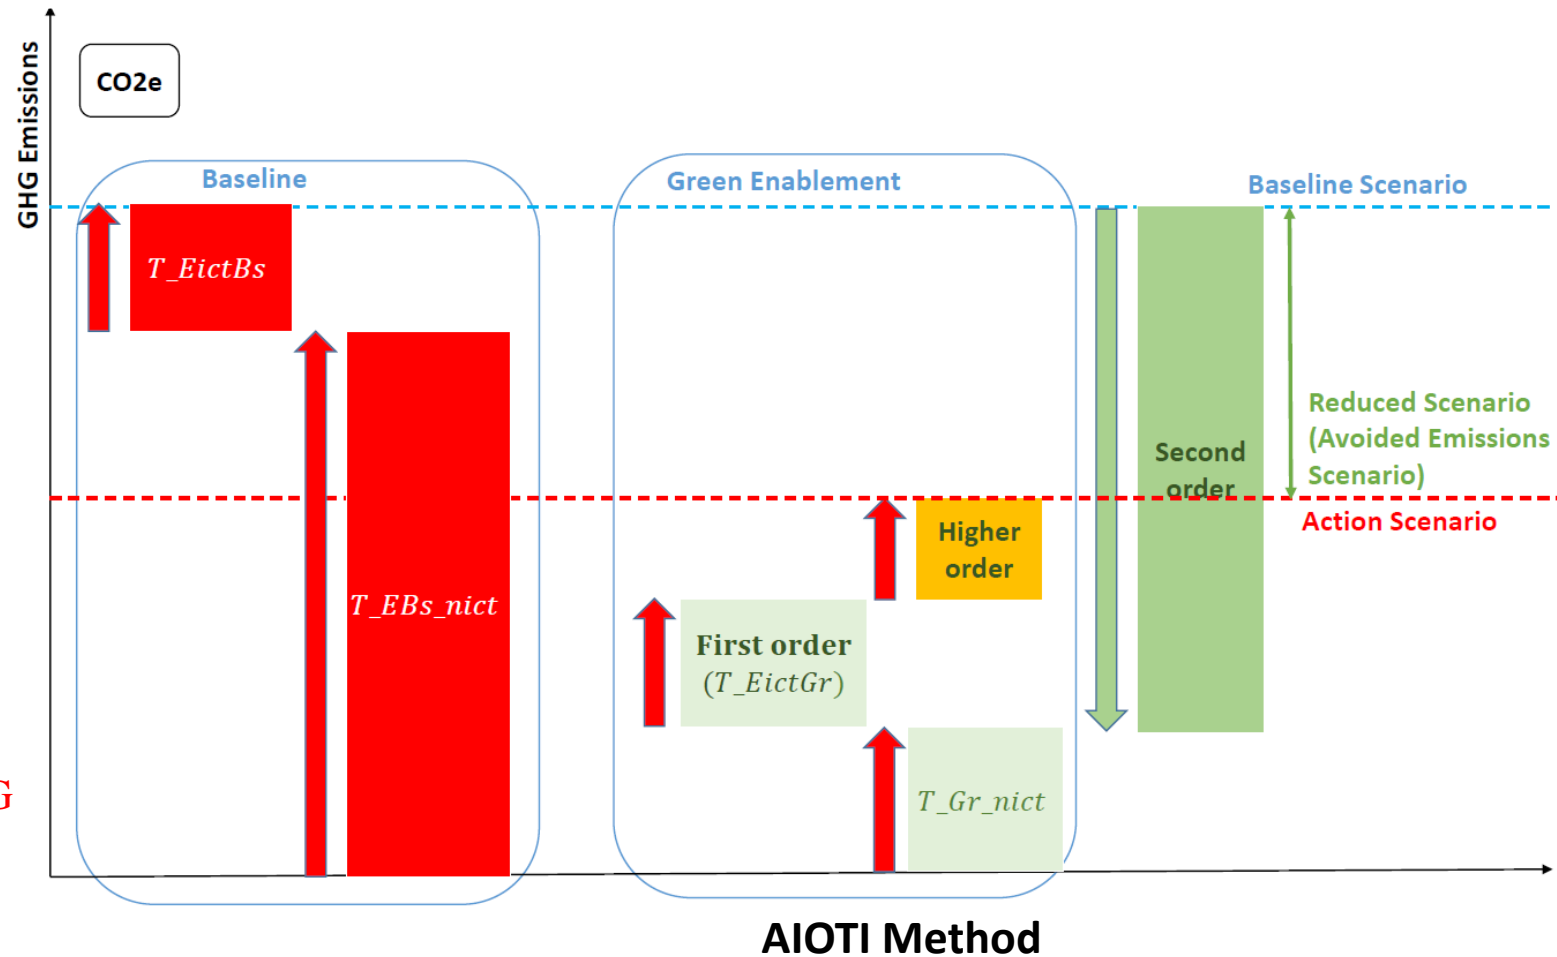 GHG Emissions
CO2e
Baseline
Green Enablement
Baseline Scenario
T_EictBs
Reduced Scenario
(Avoided Emissions
Scenario)
Second
order
Action Scenario
Higher
order
T_EBs_nict
First order
(T_EictGr)
T_Gr_nict
G
AIOTI Method